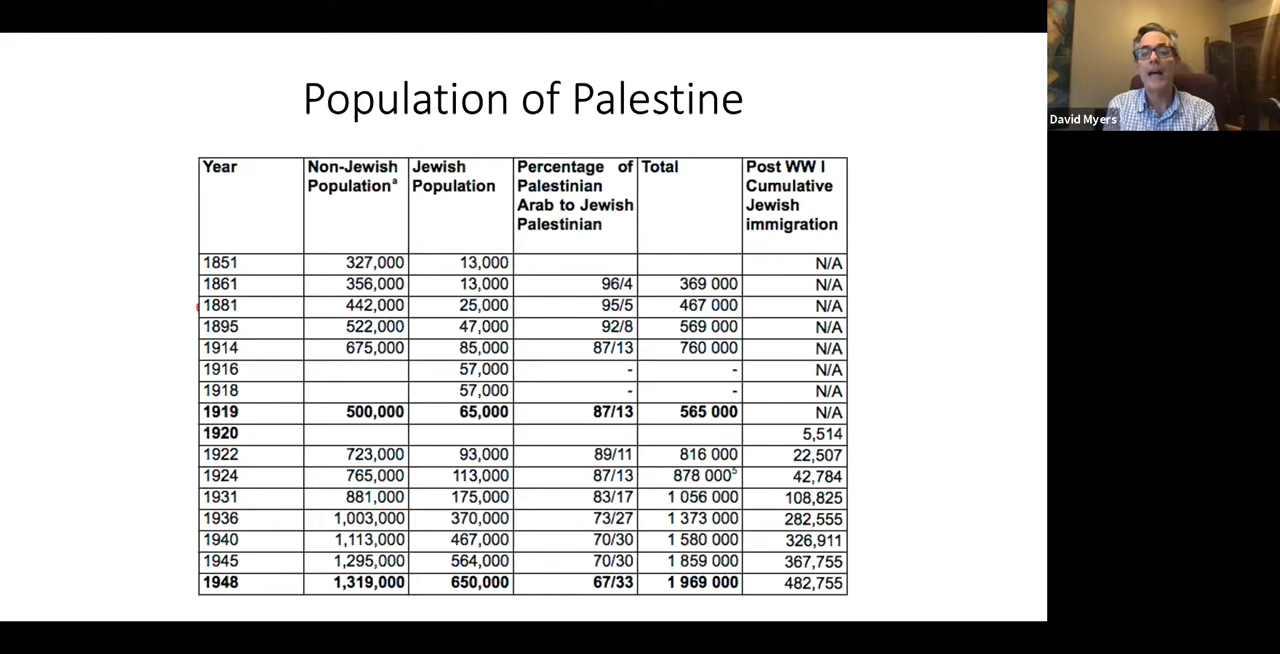 Population of Palestine
David Myers
Year Non-Jewish Population^a Jewish Population Percentage of Palestinian Arab to Jewish Palestinian Total Post WW I Cumulative Jewish immigration
1851 327,000 13,000 N/A
1861 356,000 13,000 96/4 369 000 N/A
1881 442,000 25,000 95/5 467 000 N/A
1895 522,000 47,000 92/8 569 000 N/A
1914 675,000 85,000 87/13 760 000 N/A
1916 57,000 - - N/A
1918 57,000 - - N/A
1919 500,000 65,000 87/13 565 000 N/A
1920 5,514
1922 723,000 93,000 89/11 816 000 22,507
1924 765,000 113,000 87/13 878 000^5 42,784
1931 881,000 175,000 83/17 1 056 000 108,825
1936 1,003,000 370,000 73/27 1 373 000 282,555
1940 1,113,000 467,000 70/30 1 580 000 326,911
1945 1,295,000 564,000 70/30 1 859 000 367,755
1948 1,319,000 650,000 67/33 1 969 000 482,755